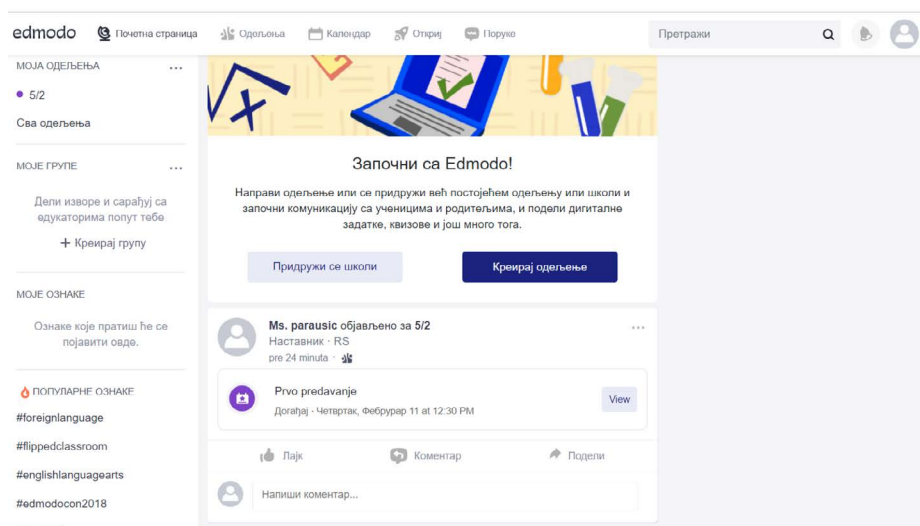 edmodo
Почетна страница
Одељења
Календар
Откриј
Поруке
Претражи
МОЈА ОДЕЉЕЊА
...
5/2
Сва одељења
МОЈЕ ГРУПЕ
...
Дели изворе и сарађуј са
едукаторима попут тебе
+ Креирај групу
МОЈЕ ОЗНАКЕ
Ознаке које пратиш ће се
појавити овде.
ПОПУЛАРНЕ ОЗНАКЕ
#foreignlanguage
#flippedclassroom
#englishlanguagearts
#edmodocon2018
Започни са Edmodo!
Направи одељење или се придружи већ постојећем одељењу или школи и
започни комуникацију са ученицима и родитељима, и подели дигиталне
задатке, квизове и још много тога.
Придружи се школи
Креирај одељење
Ms. parausic објављено за 5/2
...
Наставник · RS
pre 24 minuta ·
Prvo predavanje
Догађај · Четвртак, Фебруар 11 at 12:30 PM
View
Лајк
Коментар
Подели
Напиши коментар...